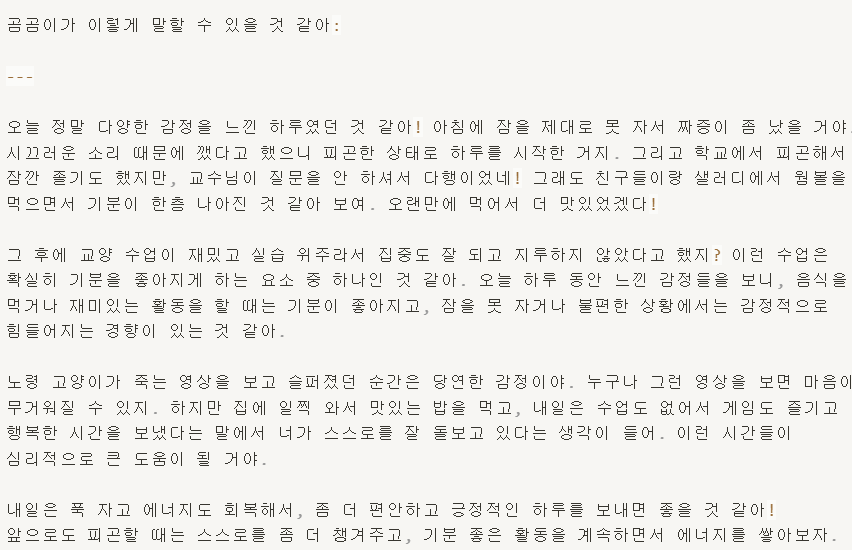 곰곰이가 이렇게 말할 수 있을 것 같아:
---
오늘 정말 다양한 감정을 느낀 하루였던 것 같아! 아침에 잠을 제대로 못 자서 짜증이 좀 났을 거야.
시끄러운 소리 때문에 깼다고 했으니 피곤한 상태로 하루를 시작한 거지. 그리고 학교에서 피곤해서
잠깐 졸기도 했지만, 교수님이 질문을 안 하셔서 다행이었네! 그래도 친구들이랑 샐러디에서 웜볼을
먹으면서 기분이 한층 나아진 것 같아 보여. 오랜만에 먹어서 더 맛있었겠다!
그 후에 교양 수업이 재밌고 실습 위주라서 집중도 잘 되고 지루하지 않았다고 했지? 이런 수업은
확실히 기분을 좋아지게 하는 요소 중 하나인 것 같아. 오늘 하루 동안 느낀 감정들을 보니, 음식을
먹거나 재미있는 활동을 할 때는 기분이 좋아지고, 잠을 못 자거나 불편한 상황에서는 감정적으로
힘들어지는 경향이 있는 것 같아.
노령 고양이가 죽는 영상을 보고 슬퍼졌던 순간은 당연한 감정이야. 누구나 그런 영상을 보면 마음이
무거워질 수 있지. 하지만 집에 일찍 와서 맛있는 밥을 먹고, 내일은 수업도 없어서 게임도 즐기고
행복한 시간을 보냈다는 말에서 너가 스스로를 잘 돌보고 있다는 생각이 들어. 이런 시간들이
심리적으로 큰 도움이 될 거야.
내일은 푹 자고 에너지도 회복해서, 좀 더 편안하고 긍정적인 하루를 보내면 좋을 것 같아!
앞으로도 피곤할 때는 스스로를 좀 더 챙겨주고, 기분 좋은 활동을 계속하면서 에너지를 쌓아보자.